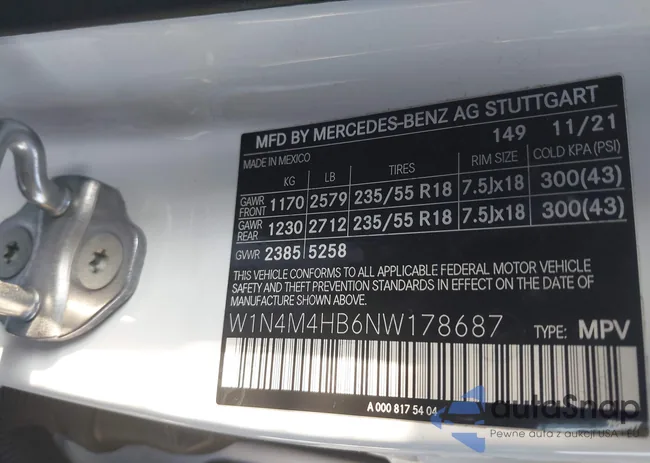 MFD BY MERCEDES-BENZ AG STUTTGART
149 11/21
MADE IN MEXICO
KG LB TIRES RIM SIZE COLD KPA (PSI)
GAWR FRONT 1170 2579 235/55 R18 7.5Jx18 300(43)
GAWR REAR 1230 2712 235/55 R18 7.5Jx18 300(43)
GVWR 2385 5258
THIS VEHICLE CONFORMS TO ALL APPLICABLE FEDERAL MOTOR VEHICLE
SAFETY AND THEFT PREVENTION STANDARDS IN EFFECT ON THE DATE OF
MANUFACTURE SHOWN ABOVE.
W1N4M4HB6NW178687 TYPE: MPV
A 000 817 54 04
autaSnap
Pewne auta z aukcji USA - EU